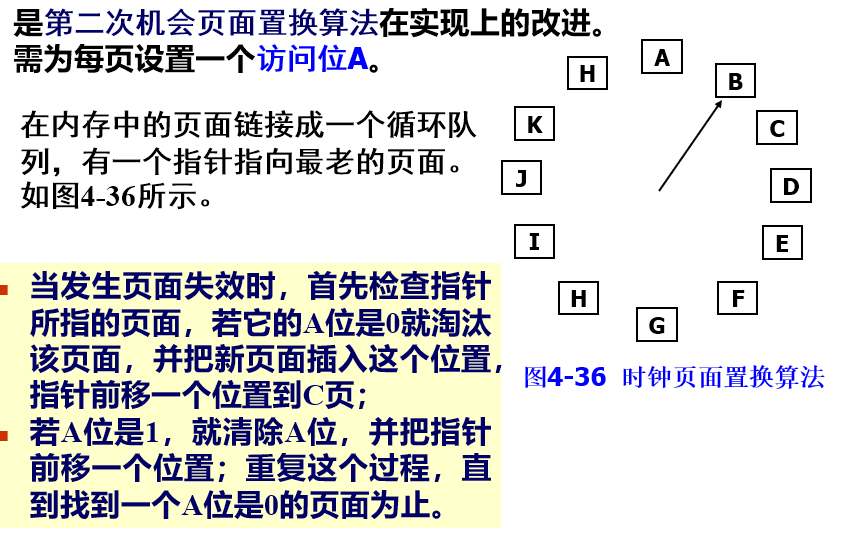 是第二次机会页面置换算法在实现上的改进。
需为每页设置一个访问位A。
在内存中的页面链接成一个循环队
列，有一个指针指向最老的页面。
如图4-36所示。
当发生页面失效时，首先检查指针
所指的页面，若它的A位是0就淘汰
该页面，并把新页面插入这个位置，
指针前移一个位置到C页；
若A位是1，就清除A位，并把指针
前移一个位置；重复这个过程，直
到找到一个A位是0的页面为止。
A
B
C
D
E
F
G
H
I
J
K
H
图4-36 时钟页面置换算法